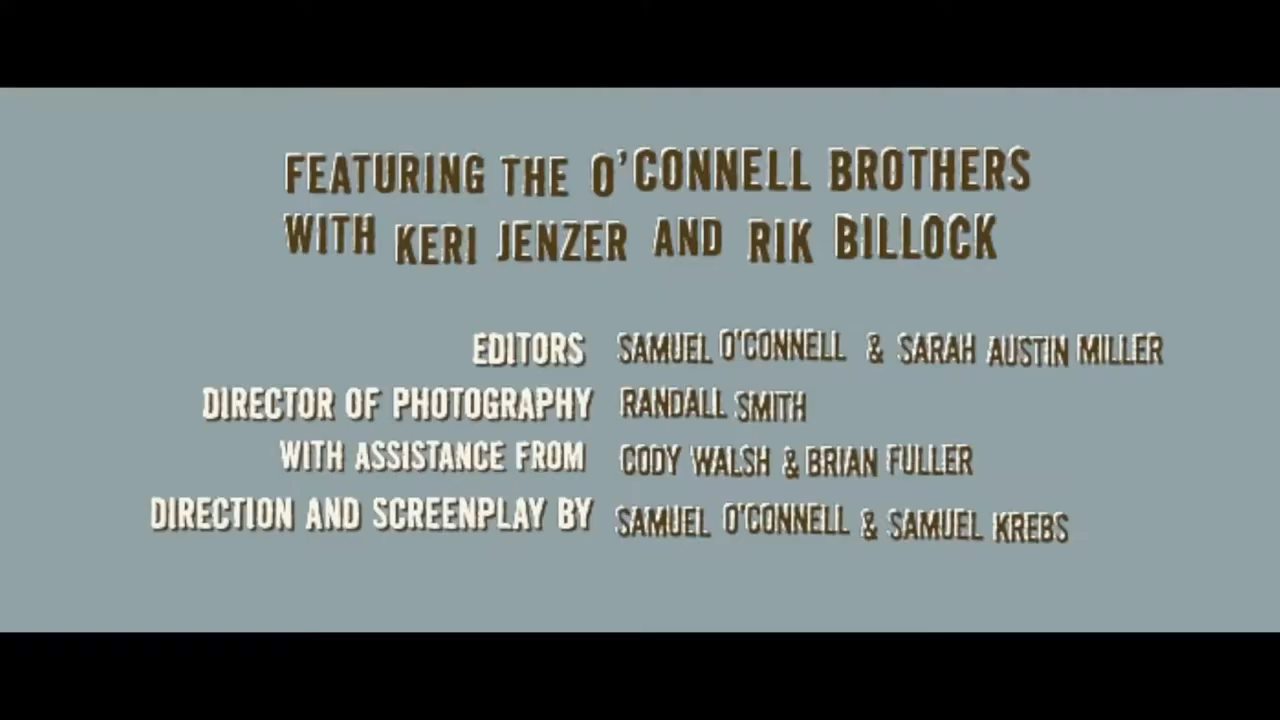 FEATURING THE O'CONNELL BROTHERS
WITH KERI JENZER AND RIK BILLOCK
EDITORS SAMUEL O'CONNELL & SARAH AUSTIN MILLER
DIRECTOR OF PHOTOGRAPHY RANDALL SMITH
WITH ASSISTANCE FROM CODY WALSH & BRIAN FULLER
DIRECTION AND SCREENPLAY BY SAMUEL O'CONNELL & SAMUEL KREBS